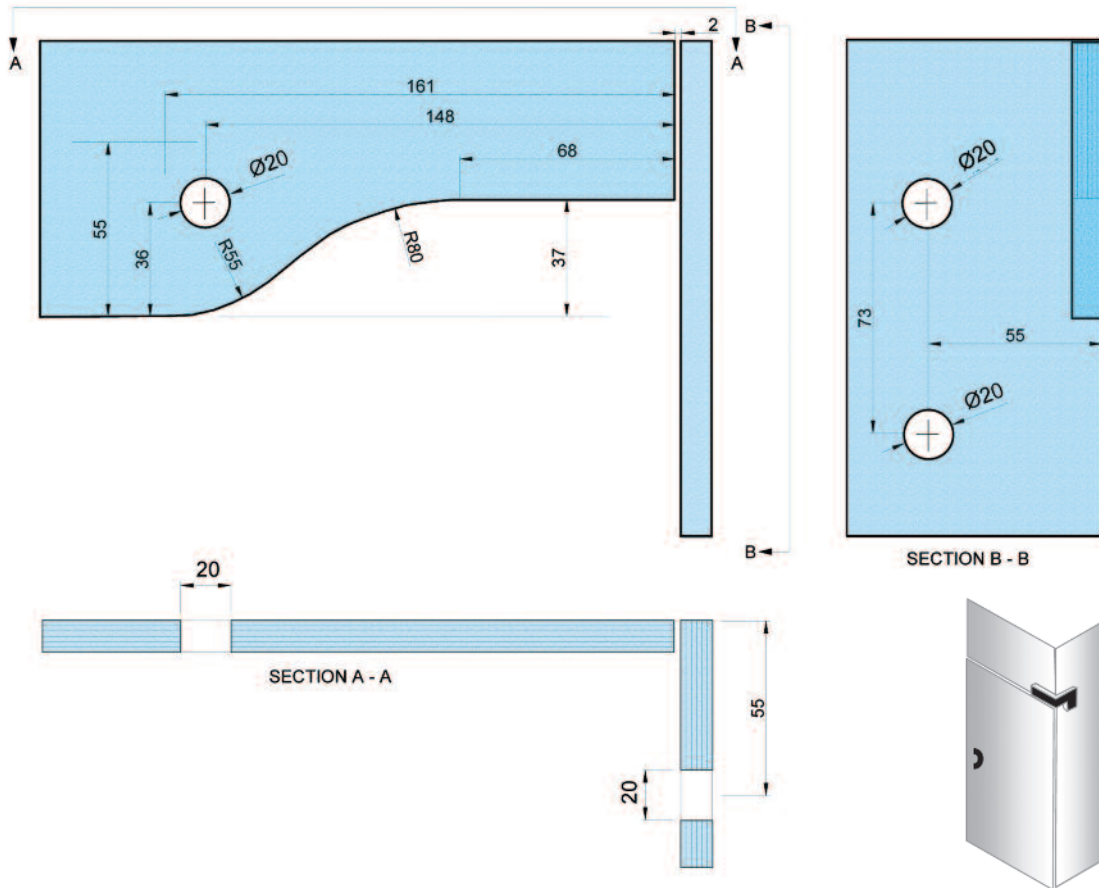 B
2
A
A
161
148
68
Ø20
Ø20
55
36
R55
R80
37
73
55
Ø20
B
SECTION B - B
20
SECTION A - A
55
20